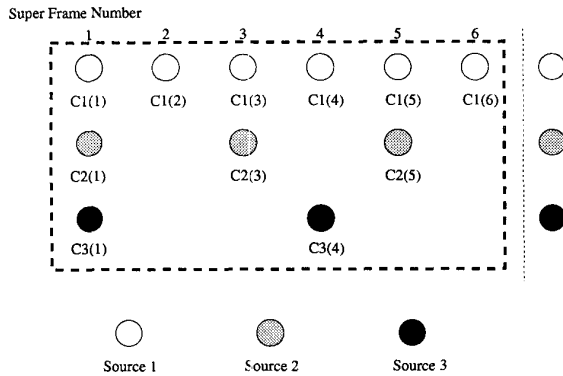 Super Frame Number
1 2 3 4 5 6
C1(1) C1(2) C1(3) C1(4) C1(5) C1(6)
C2(1) C2(3) C2(5)
C3(1) C3(4)
Source 1 Source 2 Source 3